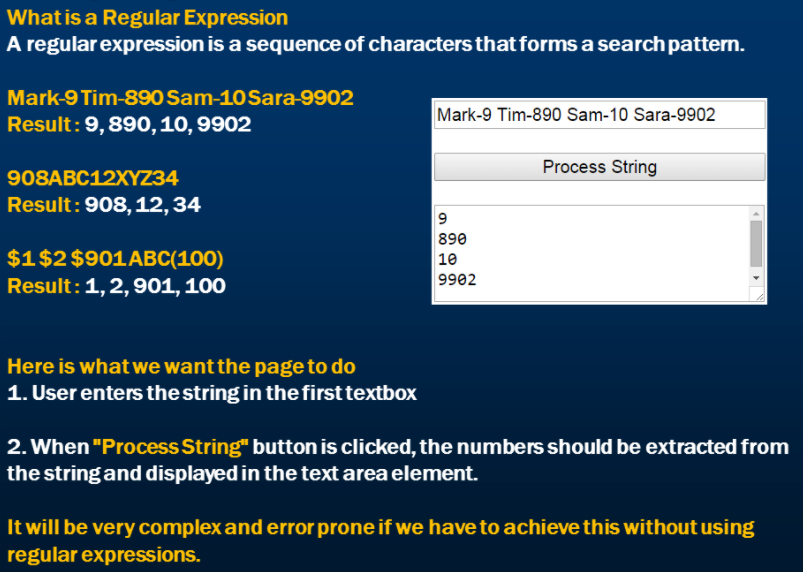 What is a Regular Expression
A regular expression is a sequence of characters that forms a search pattern.
Mark-9 Tim-890 Sam-10 Sara-9902
Result : 9, 890, 10, 9902
908ABC12XYZ34
Result : 908, 12, 34
$1 $2 $901 ABC(100)
Result : 1, 2, 901, 100
Mark-9 Tim-890 Sam-10 Sara-9902
Process String
9
890
10
9902
Here is what we want the page to do
1. User enters the string in the first textbox
2. When "Process String" button is clicked, the numbers should be extracted from
the string and displayed in the text area element.
It will be very complex and error prone if we have to achieve this without using
regular expressions.